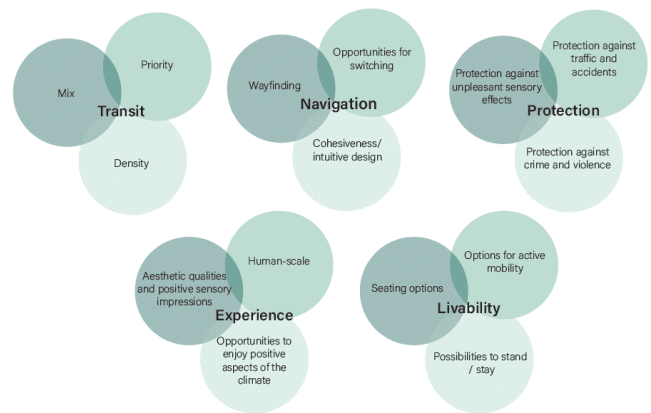 Priority
Mix
Transit
Density
Opportunities for
switching
Wayfinding
Navigation
Cohesiveness/
intuitive design
Protection against
traffic and
accidents
Protection against
unpleasant sensory
effects
Protection
Protection against
crime and violence
Human-scale
Aesthetic qualities
and positive sensory
impressions
Experience
Opportunities to
enjoy positive
aspects of the
climate
Options for active
mobility
Seating options
Livability
Possibilities to stand
/ stay